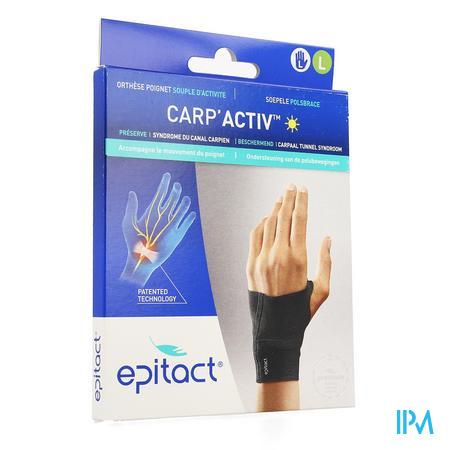 L
ORTHÈSE POIGNET SOUPLE D'ACTIVITÉ
SOEPELE POLSBRACE
CARP'ACTIV™
PRÉSERVE | SYNDROME DU CANAL CARPIEN | BESCHERMEND | CARPAAL TUNNEL SYNDROOM
Accompagne le mouvement du poignet
Ondersteuning van de polsbewegingen
PATENTED
TECHNOLOGY
epitact®
epitact
IPM